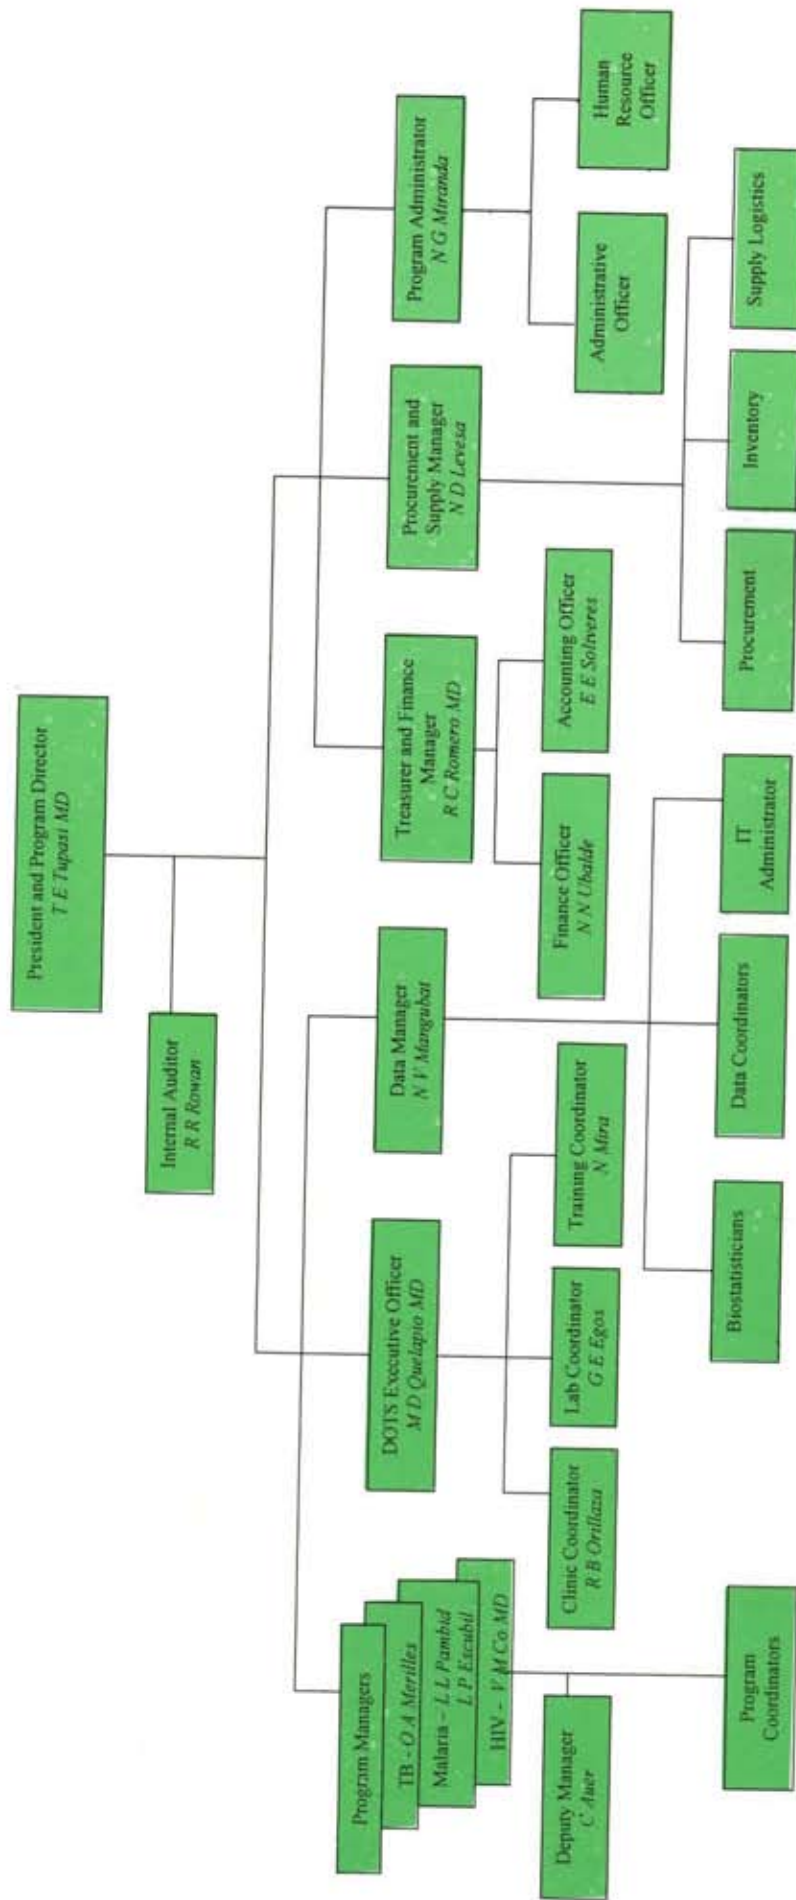 President and Program Director
T E Tupasi MD
Internal Auditor
R R Rowan
Program Managers
TB - O A Merilles
Malaria - L L Pambid
L P Escubil
HIV - V M Co MD
DOTS Executive Officer
M D Quelapio MD
Data Manager
N V Mangubat
Treasurer and Finance
Manager
R C Romero MD
Procurement and
Supply Manager
N D Levesa
Program Administrator
N G Miranda
Deputy Manager
C Auer
Clinic Coordinator
R B Orillaza
Lab Coordinator
G E Egos
Training Coordinator
N Mira
Finance Officer
N N Ubalde
Accounting Officer
E E Soliveres
Administrative
Officer
Human
Resource
Officer
Program
Coordinators
Biostatisticians
Data Coordinators
IT
Administrator
Procurement
Inventory
Supply Logistics